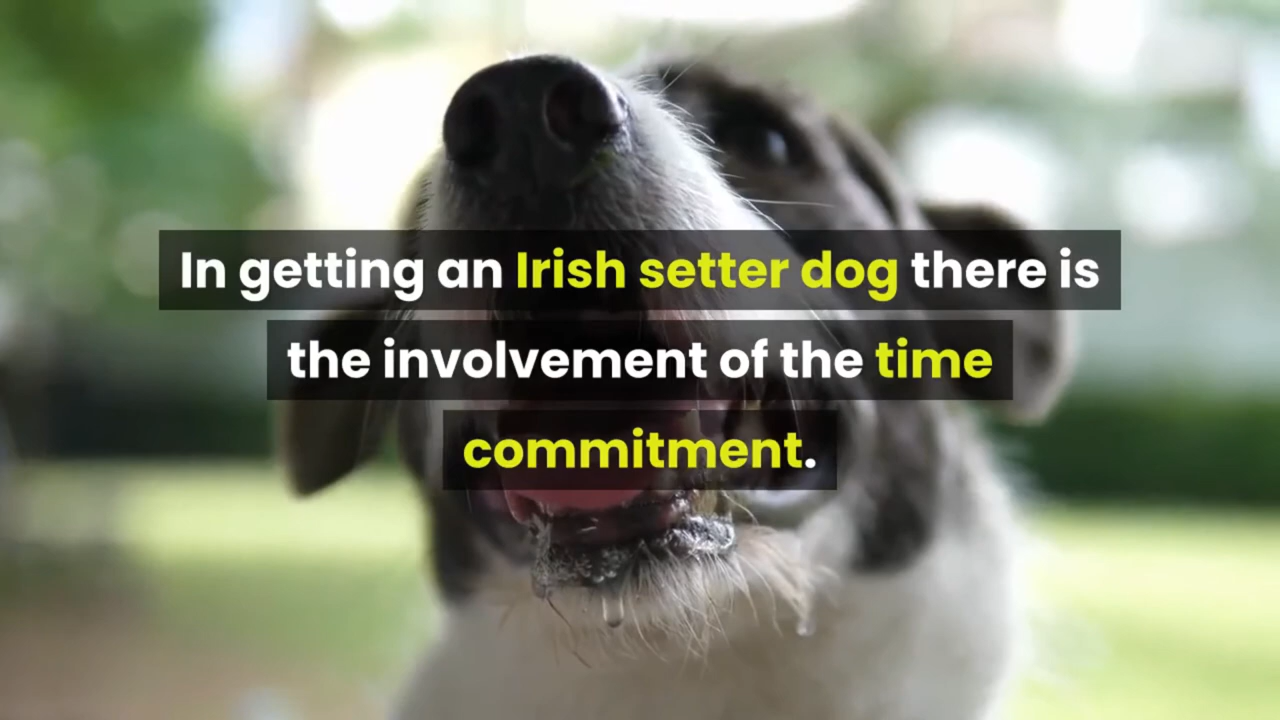 In getting an Irish setter dog there is
the involvement of the time
commitment.